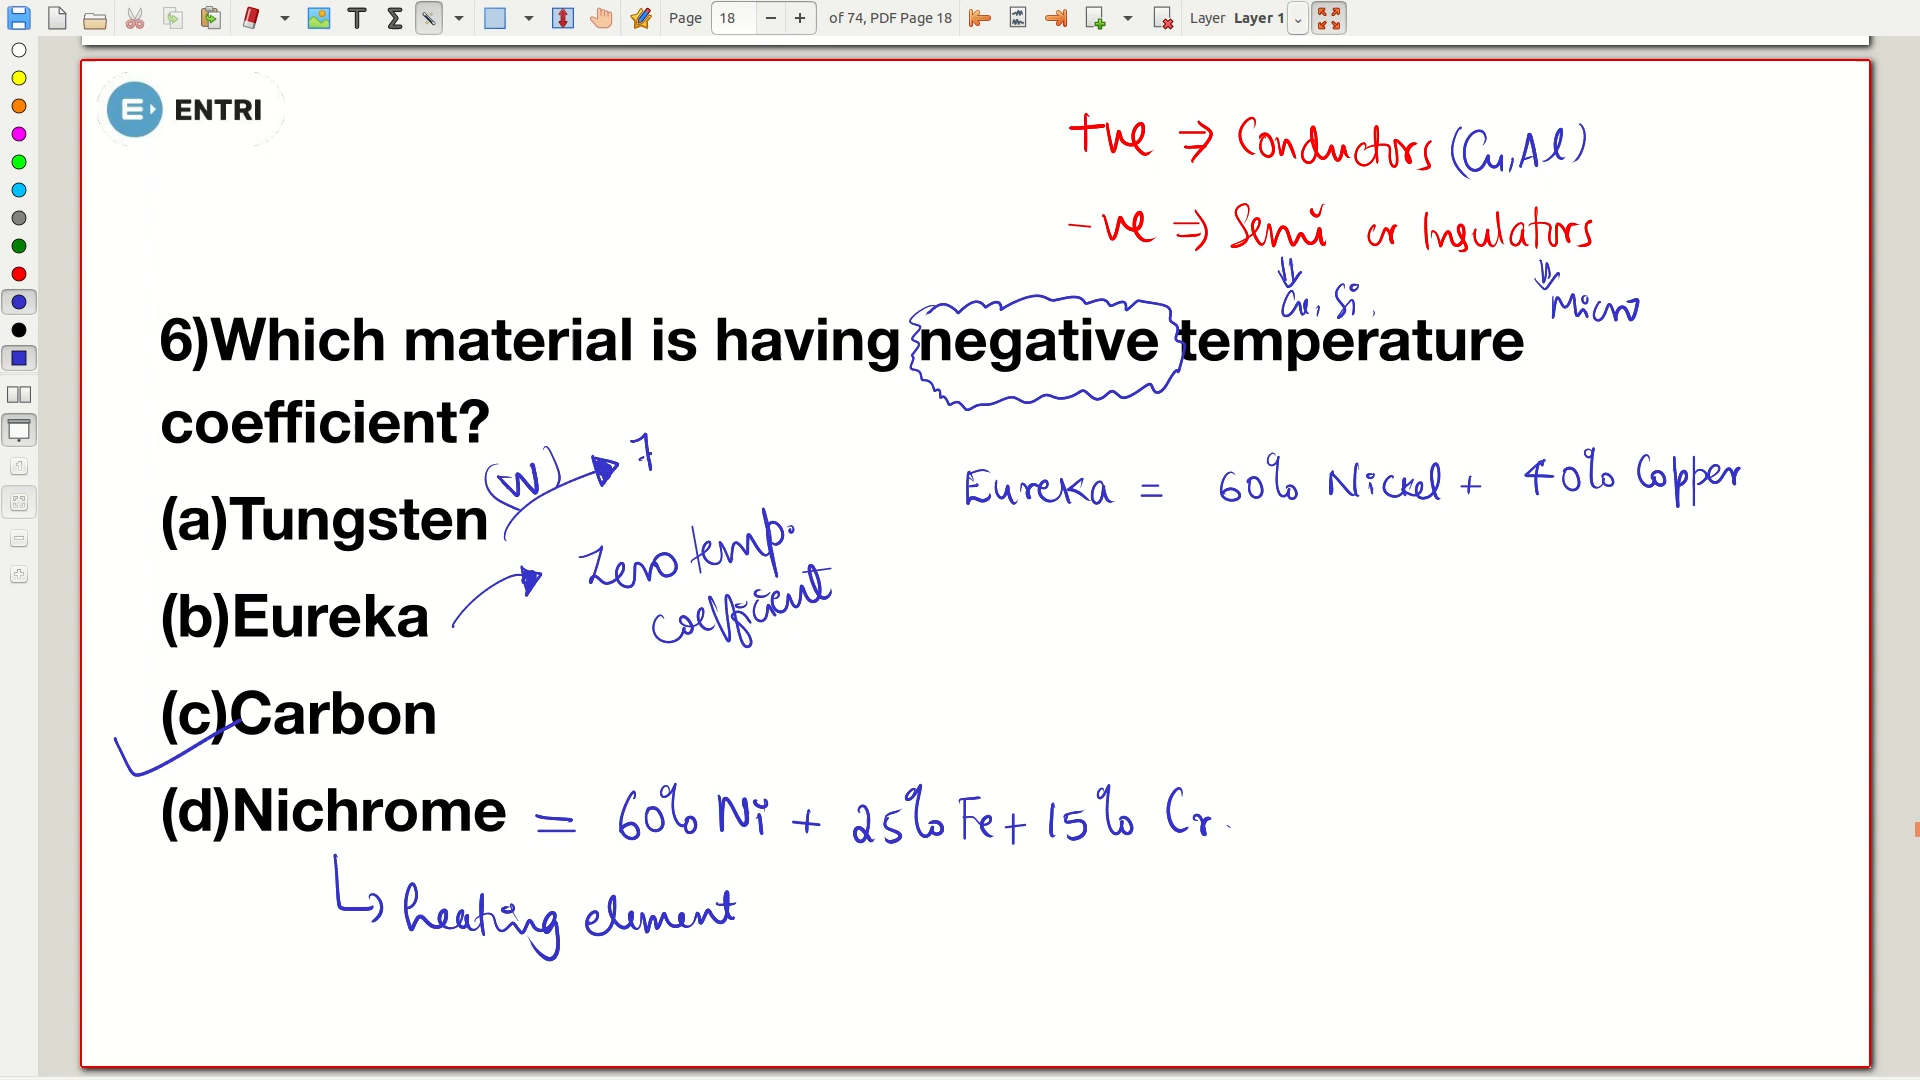 Page 18 of 74, PDF Page 18 Layer Layer 1
E ENTRI
+ve ⇒ Conductors (Cu, Al)
-ve ⇒ Semi or Insulators
Ge, Si,
6)Which material is having negative temperature
coefficient?
(W)
Eureka = 60% Nickel + 40% Copper
(a)Tungsten
Zero temp.
coefficient
(b)Eureka
(c)Carbon
(d)Nichrome = 60% Ni + 25% Fe + 15% Cr.
heating element